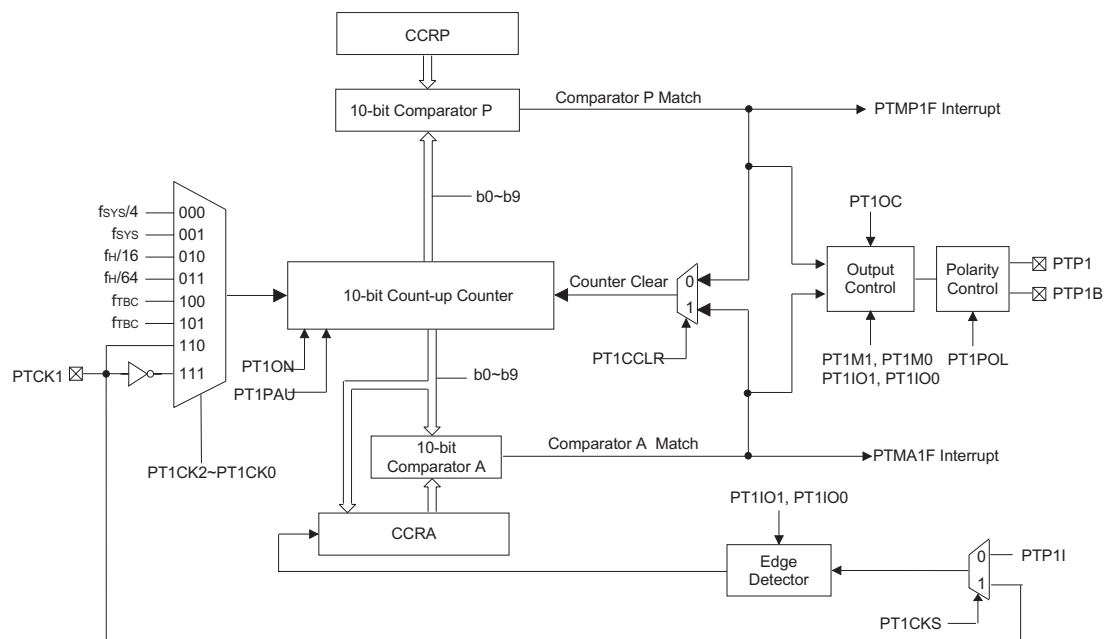 CCRP
10-bit Comparator P
Comparator P Match
PTMP1F Interrupt
b0~b9
fSYS/4
000
fSYS
001
fH/16
010
fH/64
011
fTBC
100
fTBC
101
110
111
PTCK1
PT1CK2~PT1CK0
10-bit Count-up Counter
PT1ON
PT1PAU
Counter Clear
0
1
PT1CCLR
PT1OC
Output
Control
Polarity
Control
PTP1
PTP1B
PT1M1, PT1M0
PT1IO1, PT1IO0
PT1POL
b0~b9
10-bit
Comparator A
Comparator A Match
PTMA1F Interrupt
CCRA
PT1IO1, PT1IO0
Edge
Detector
0
1
PTP1I
PT1CKS